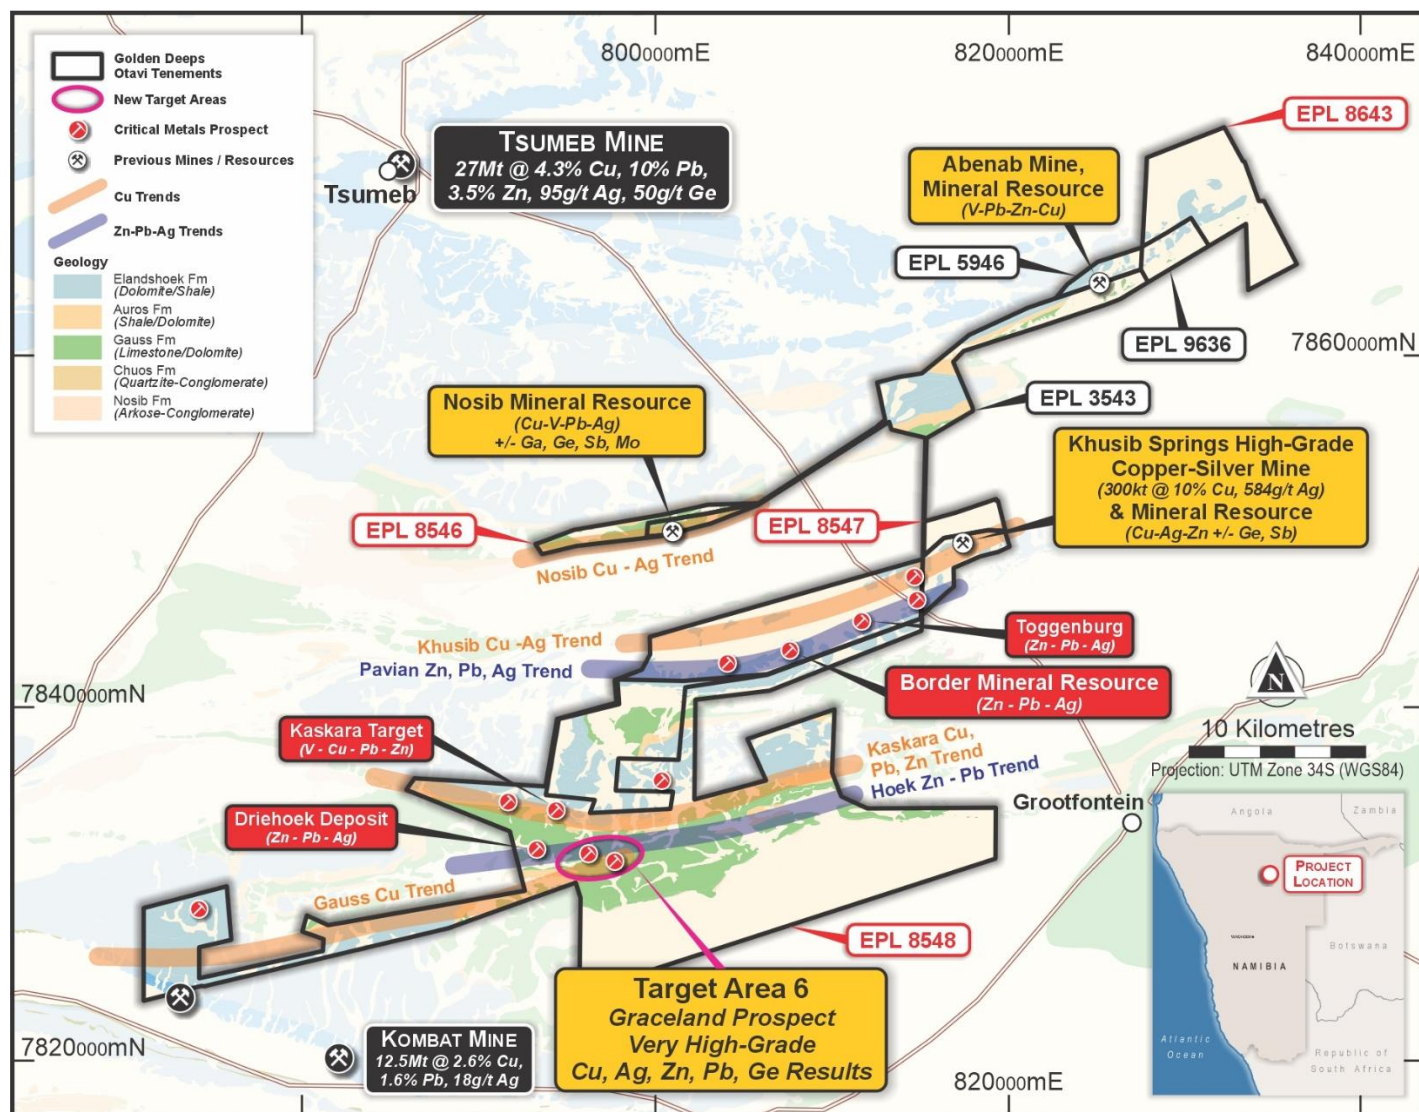 800000mE
820000mE
840000mE
Golden Deeps
Otavi Tenements
New Target Areas
Critical Metals Prospect
Previous Mines / Resources
Cu Trends
Zn-Pb-Ag Trends
Geology
Elandshoek Fm
(Dolomite/Shale)
Auros Fm
(Shale/Dolomite)
Gauss Fm
(Limestone/Dolomite)
Chuos Fm
(Quartzite-Conglomerate)
Nosib Fm
(Arkose-Conglomerate)
Tsumeb
TSUMEB MINE
27Mt @ 4.3% Cu, 10% Pb,
3.5% Zn, 95g/t Ag, 50g/t Ge
EPL 8643
Abenab Mine,
Mineral Resource
(V-Pb-Zn-Cu)
EPL 5946
EPL 9636
7860000mN
EPL 3543
Nosib Mineral Resource
(Cu-V-Pb-Ag)
+/- Ga, Ge, Sb, Mo
Khusib Springs High-Grade
Copper-Silver Mine
(300kt @ 10% Cu, 584g/t Ag)
& Mineral Resource
(Cu-Ag-Zn +/- Ge, Sb)
EPL 8546
EPL 8547
Nosib Cu - Ag Trend
Khusib Cu -Ag Trend
Pavian Zn, Pb, Ag Trend
Toggenburg
(Zn - Pb - Ag)
Border Mineral Resource
(Zn - Pb - Ag)
7840000mN
N
10 Kilometres
Projection: UTM Zone 34S (WGS84)
Kaskara Target
(V - Cu - Pb - Zn)
Kaskara Cu,
Pb, Zn Trend
Hoek Zn - Pb Trend
Grootfontein
Driehoek Deposit
(Zn - Pb - Ag)
Gauss Cu Trend
EPL 8548
Target Area 6
Graceland Prospect
Very High-Grade
Cu, Ag, Zn, Pb, Ge Results
KOMBAT MINE
12.5Mt @ 2.6% Cu,
1.6% Pb, 18g/t Ag
7820000mN
820000mE
Angola
Zambia
PROJECT
LOCATION
NAMIBIA
Botswana
Atlantic
Ocean
Republic of
South Africa